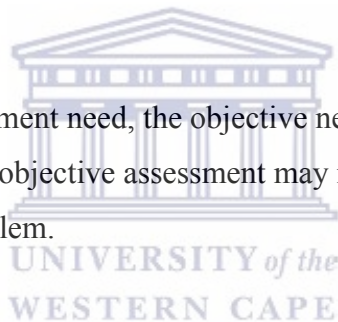 ment need, the objective ne
objective assessment may
lem.
UNIVERSITY of the
WESTERN CAPE